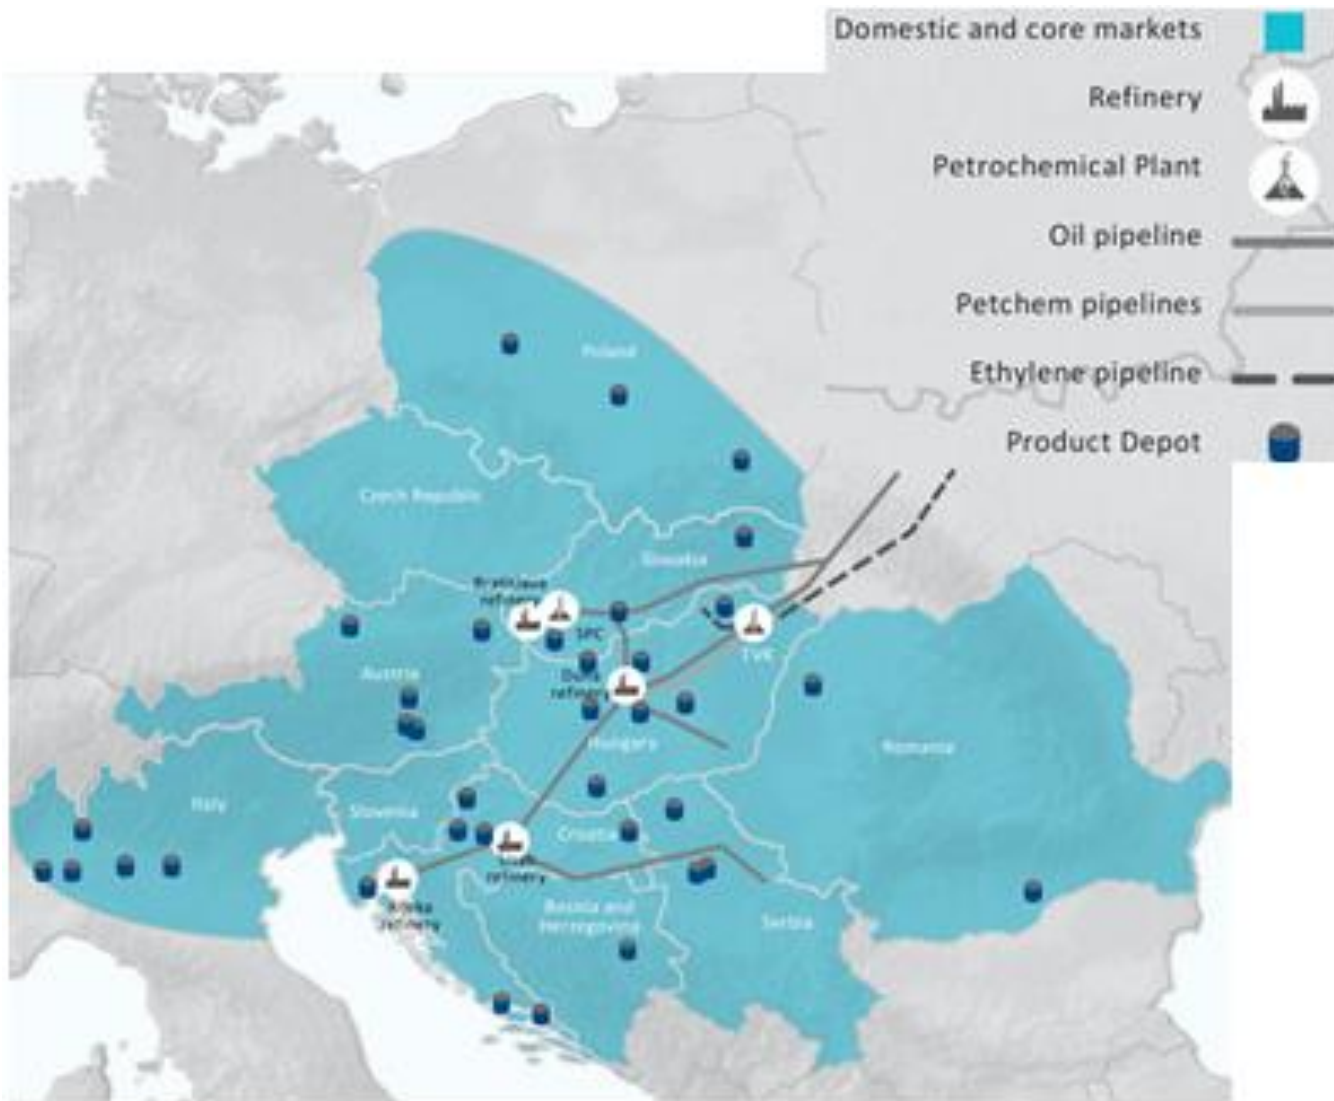 Domestic and core markets
Refinery
Petrochemical Plant
Oil pipeline
Petchem pipelines
Ethylene pipeline
Product Depot
Poland
Czech Republic
Slovakia
Bratislava
refinery
SPC
TVK
Austria
Duna
refinery
Hungary
Romania
Italy
Slovenia
Croatia
Sisak
refinery
Rijeka
refinery
Bosnia and
Herzegovina
Serbia